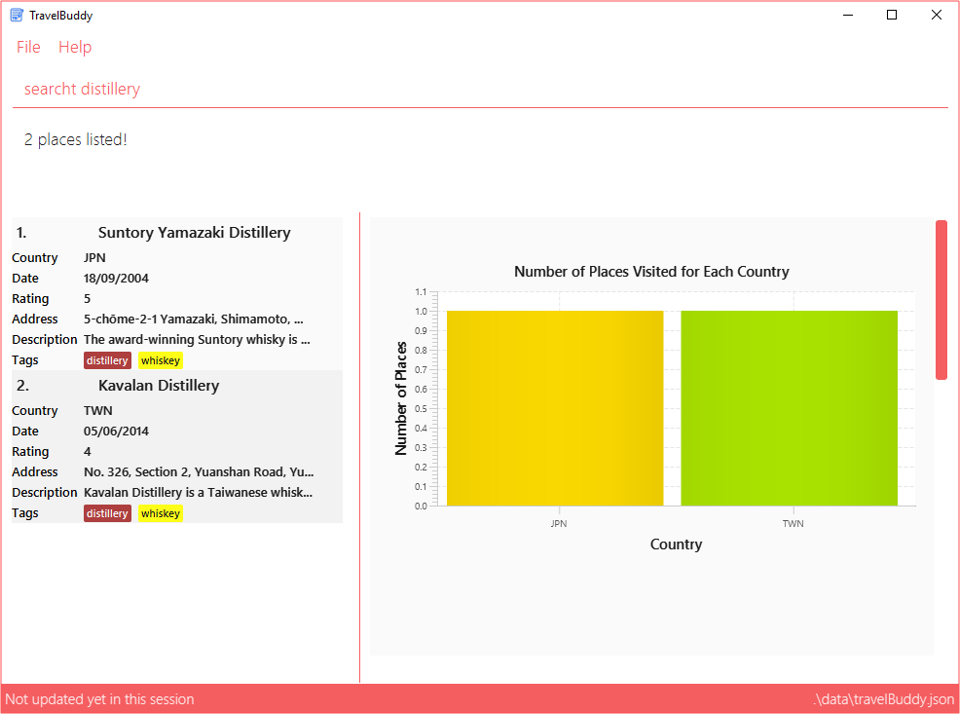 TravelBuddy
File Help
searcht distillery
2 places listed!
1. Suntory Yamazaki Distillery
Country JPN
Date 18/09/2004
Rating 5
Address 5-chōme-2-1 Yamazaki, Shimamoto, ...
Description The award-winning Suntory whisky is ...
Tags distillery whiskey
2. Kavalan Distillery
Country TWN
Date 05/06/2014
Rating 4
Address No. 326, Section 2, Yuanshan Road, Yu...
Description Kavalan Distillery is a Taiwanese whisk...
Tags distillery whiskey
Number of Places Visited for Each Country
Number of Places
1.1
1.0
0.9
0.8
0.7
0.6
0.5
0.4
0.3
0.2
0.1
0.0
JPN TWN
Country
Not updated yet in this session .\data\travelBuddy.json